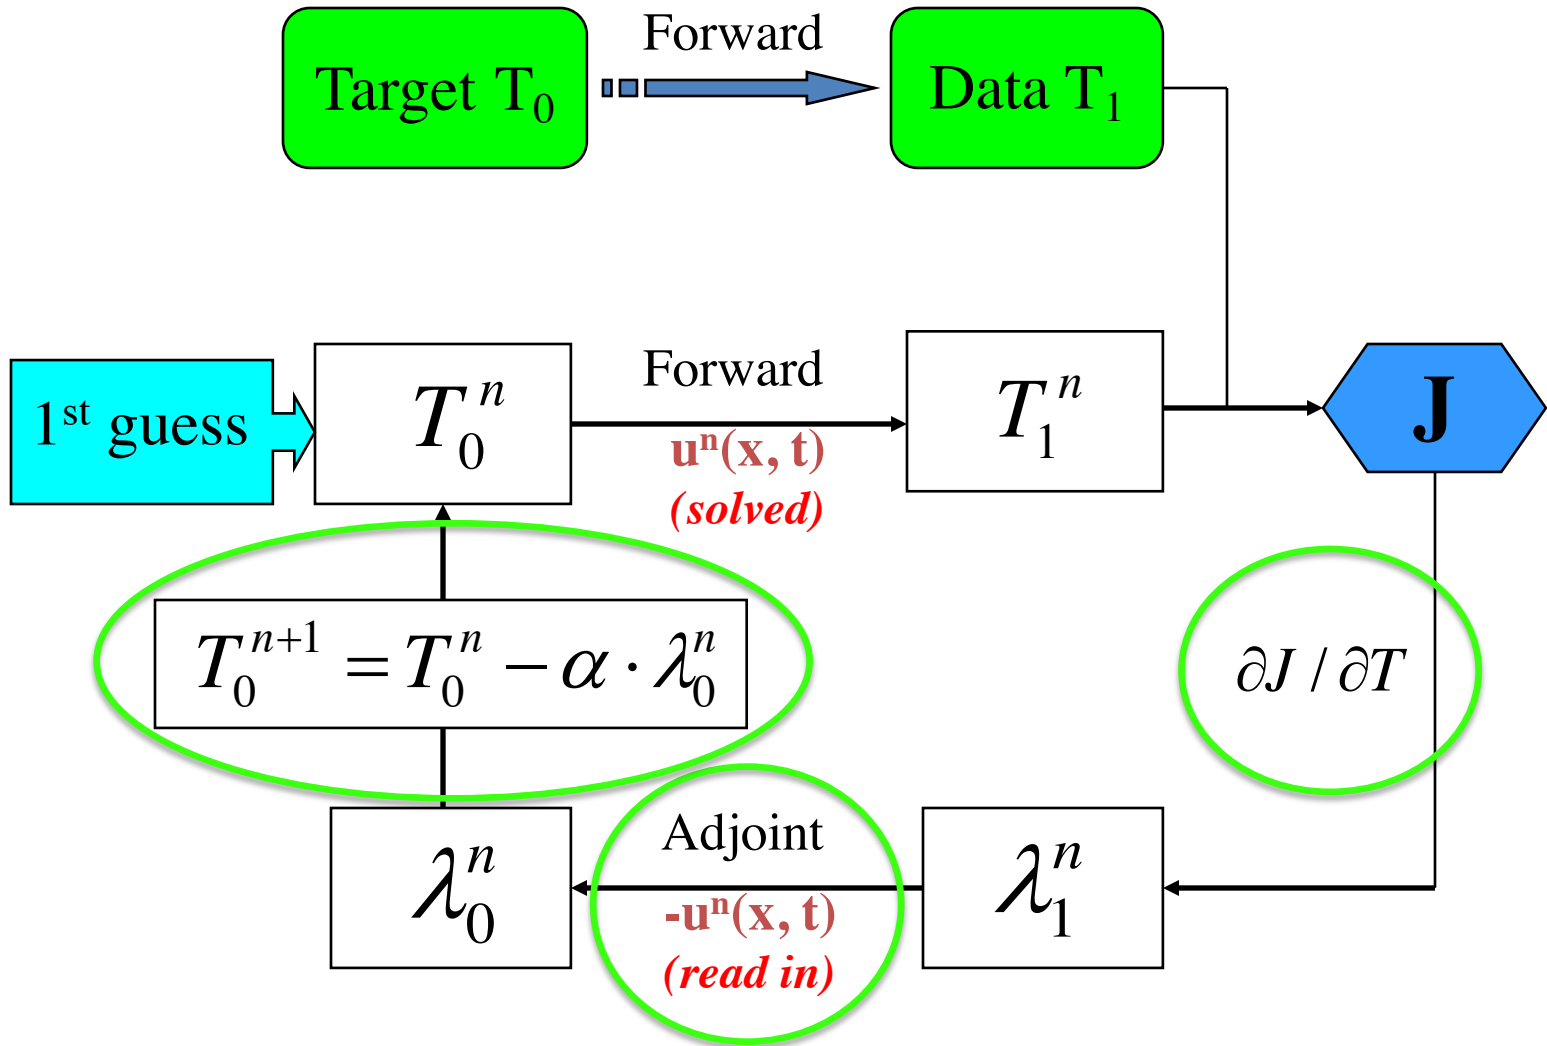 Forward
Target T₀
Data T₁
1ˢᵗ guess
T₀ⁿ
Forward
uⁿ(x, t)
(solved)
T₁ⁿ
J
T₀ⁿ⁺¹ = T₀ⁿ − α · λ₀ⁿ
∂J / ∂T
λ₀ⁿ
Adjoint
-uⁿ(x, t)
(read in)
λ₁ⁿ